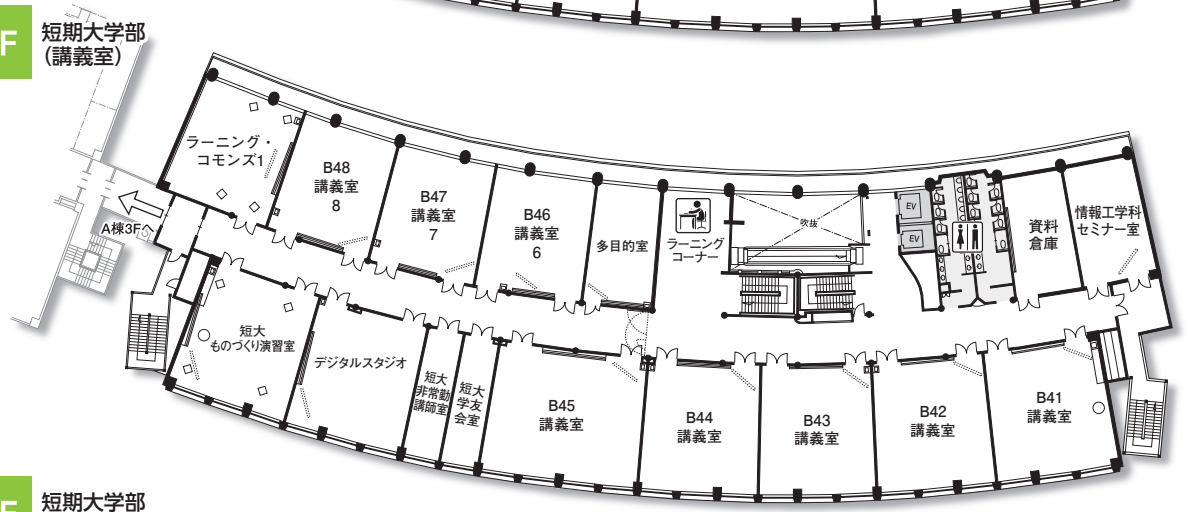 F
短期大学部
(講義室)
ラーニング・
コモンズ1
B48
講義室
8
B47
講義室
7
B46
講義室
6
多目的室
ラーニング
コーナー
吹抜
EV
EV
資料
倉庫
情報工学科
セミナー室
A棟3Fへ
短大
ものづくり演習室
デジタルスタジオ
短大
非常勤
講師室
短大
学友
会室
B45
講義室
B44
講義室
B43
講義室
B42
講義室
B41
講義室
短期大学部